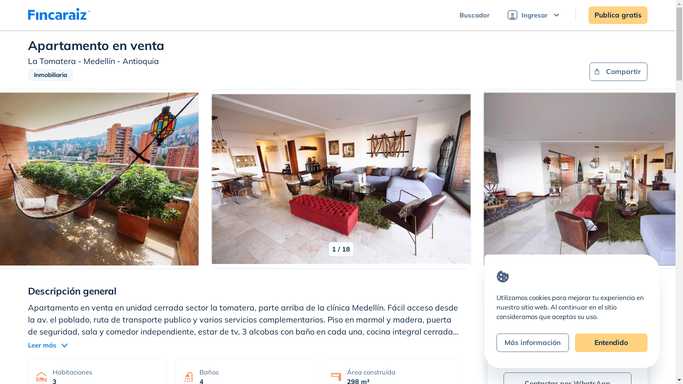 Fincaraiz
Buscador
Ingresar
Publica gratis
Apartamento en venta
La Tomatera - Medellín - Antioquia
Inmobiliaria
Compartir
1 / 18
Descripción general
Apartamento en venta en unidad cerrada sector la tomatera, parte arriba de la clínica Medellín. Fácil acceso
desde la av. el poblado, ruta de transporte publico y varios servicios complementarios. Piso en marmol y madera, puerta
de seguridad, sala y comedor independiente, estar de tv, 3 alcobas con baño en cada una, cocina integral cerrada...
Leer más
Habitaciones
3
Baños
4
Área construida
298 m²
Utilizamos cookies para mejorar tu experiencia en
nuestro sitio web. Al continuar en el sitio
consideramos que aceptas su uso.
Más información
Entendido
Contactar por WhatsApp